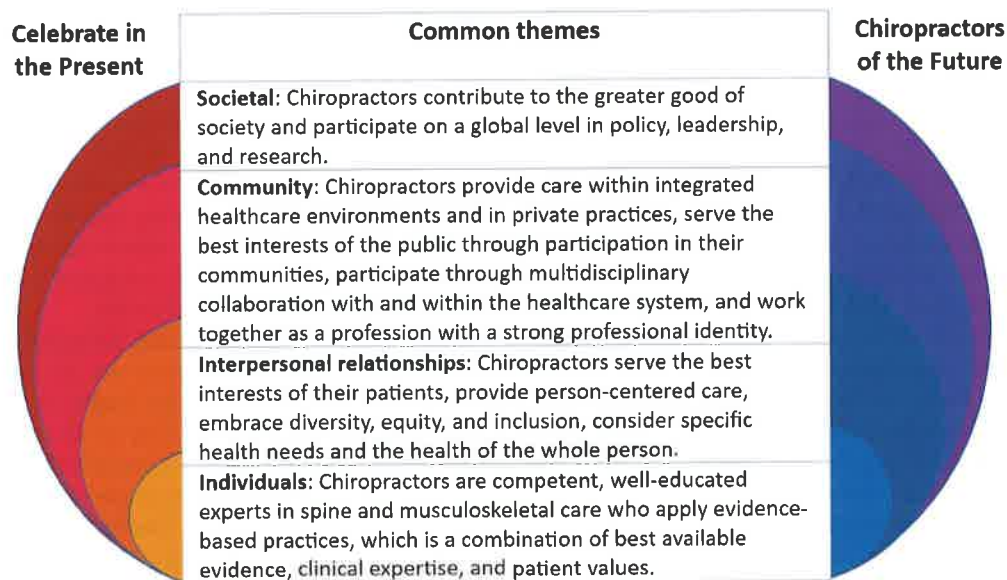 Celebrate in
the Present
Common themes
Chiropractors
of the Future
Societal: Chiropractors contribute to the greater good of
society and participate on a global level in policy, leadership,
and research.
Community: Chiropractors provide care within integrated
healthcare environments and in private practices, serve the
best interests of the public through participation in their
communities, participate through multidisciplinary
collaboration with and within the healthcare system, and work
together as a profession with a strong professional identity.
Interpersonal relationships: Chiropractors serve the best
interests of their patients, provide person-centered care,
embrace diversity, equity, and inclusion, consider specific
health needs and the health of the whole person.
Individuals: Chiropractors are competent, well-educated
experts in spine and musculoskeletal care who apply evidence-
based practices, which is a combination of best available
evidence, clinical expertise, and patient values.